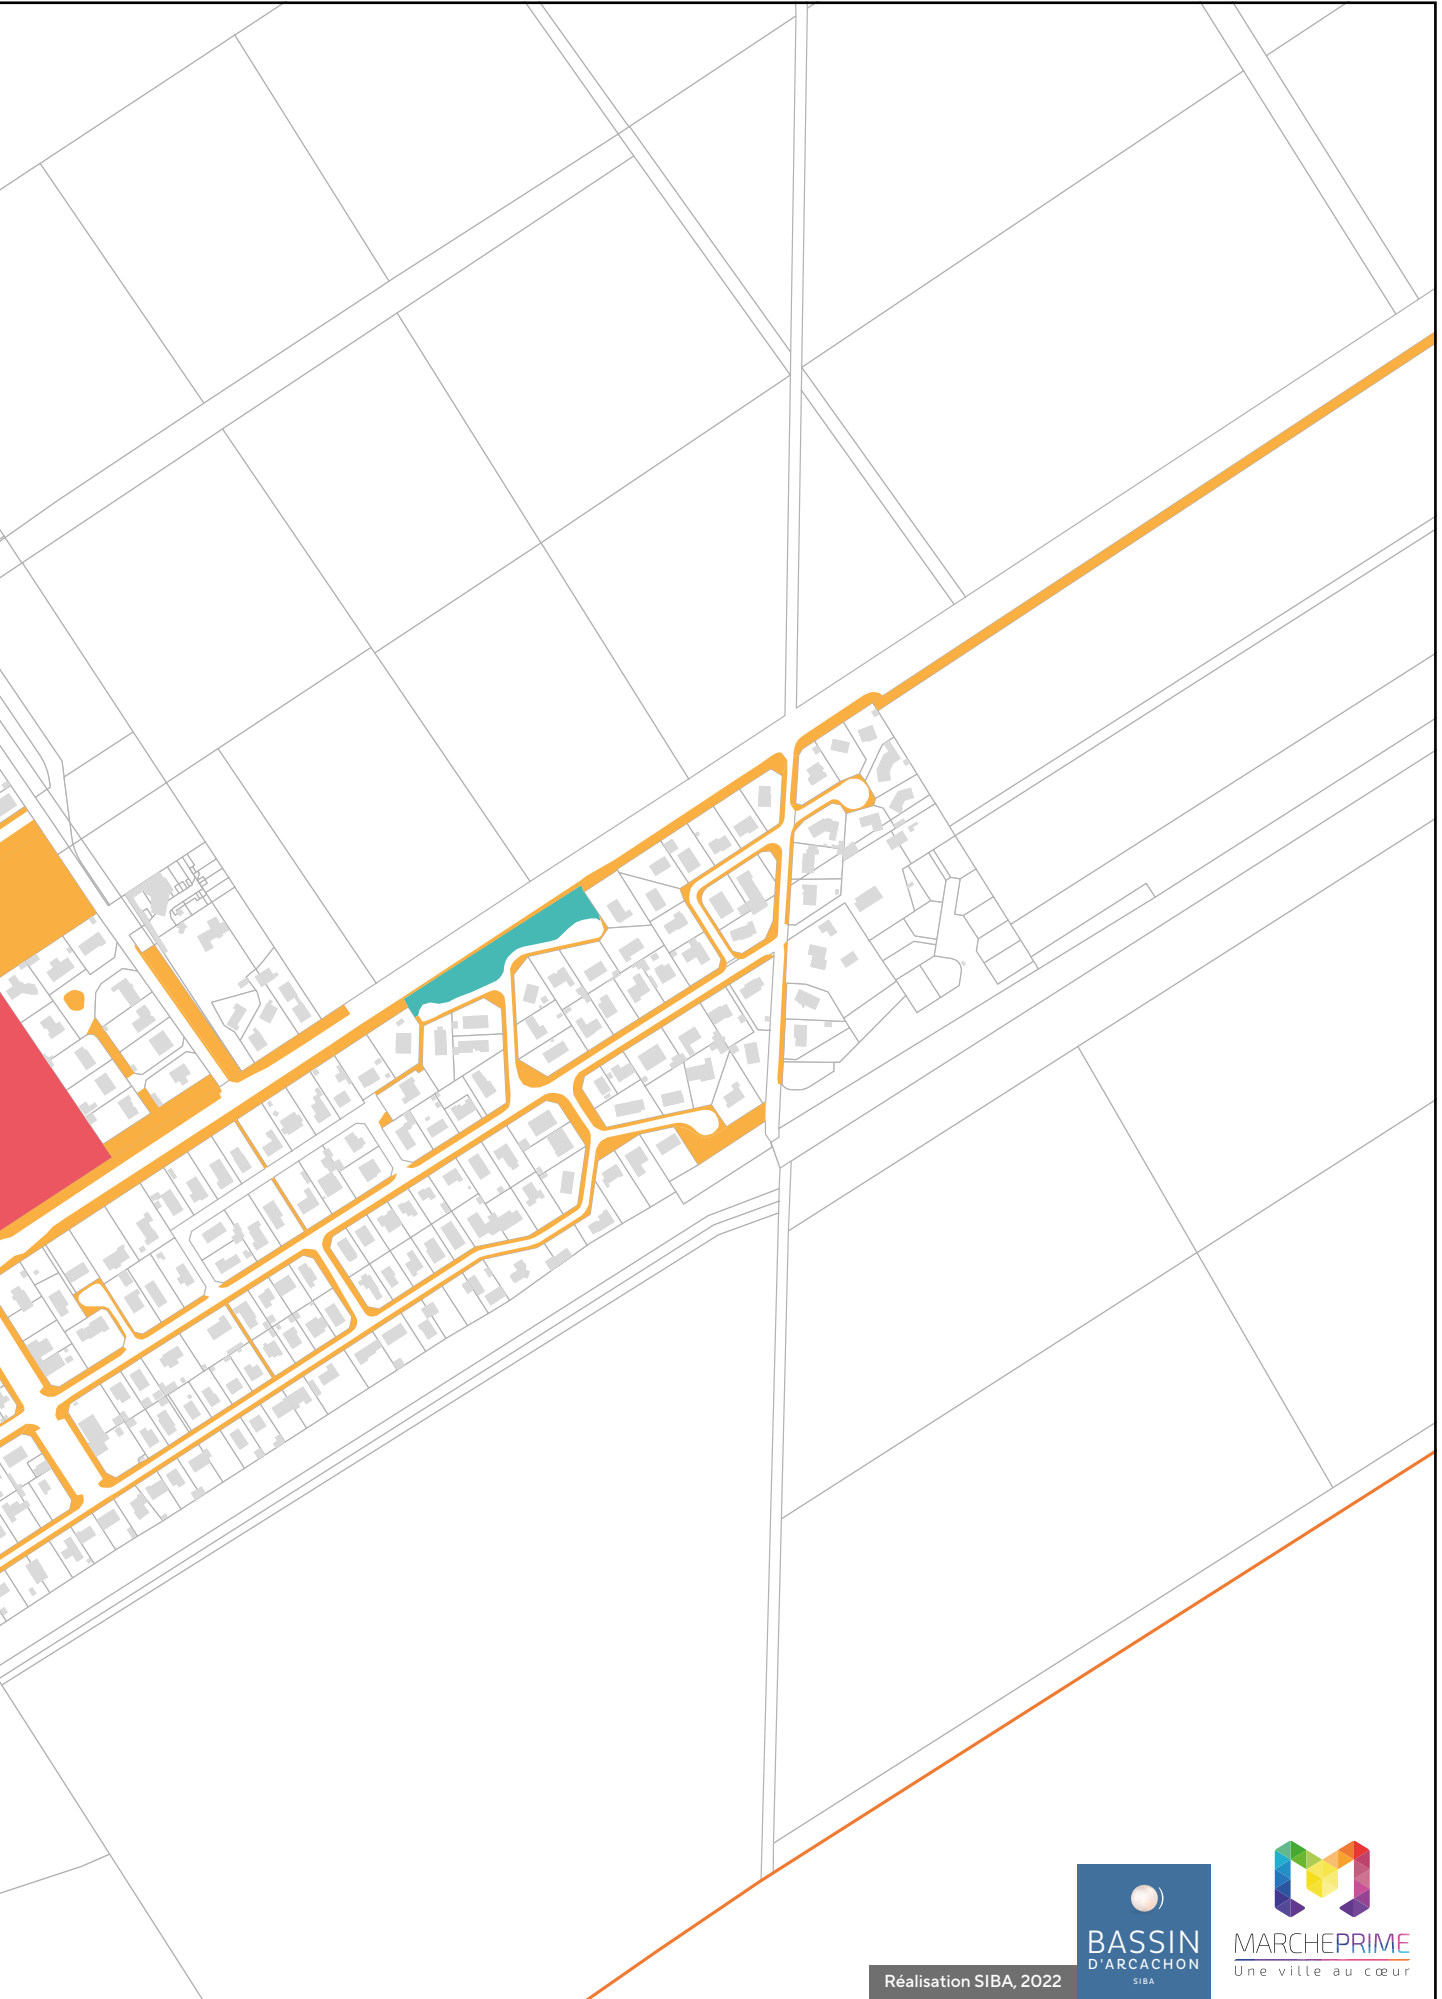 Réalisation SIBA, 2022
BASSIN
D'ARCACHON
SIBA
MARCHEPRIME
Une ville au cœur